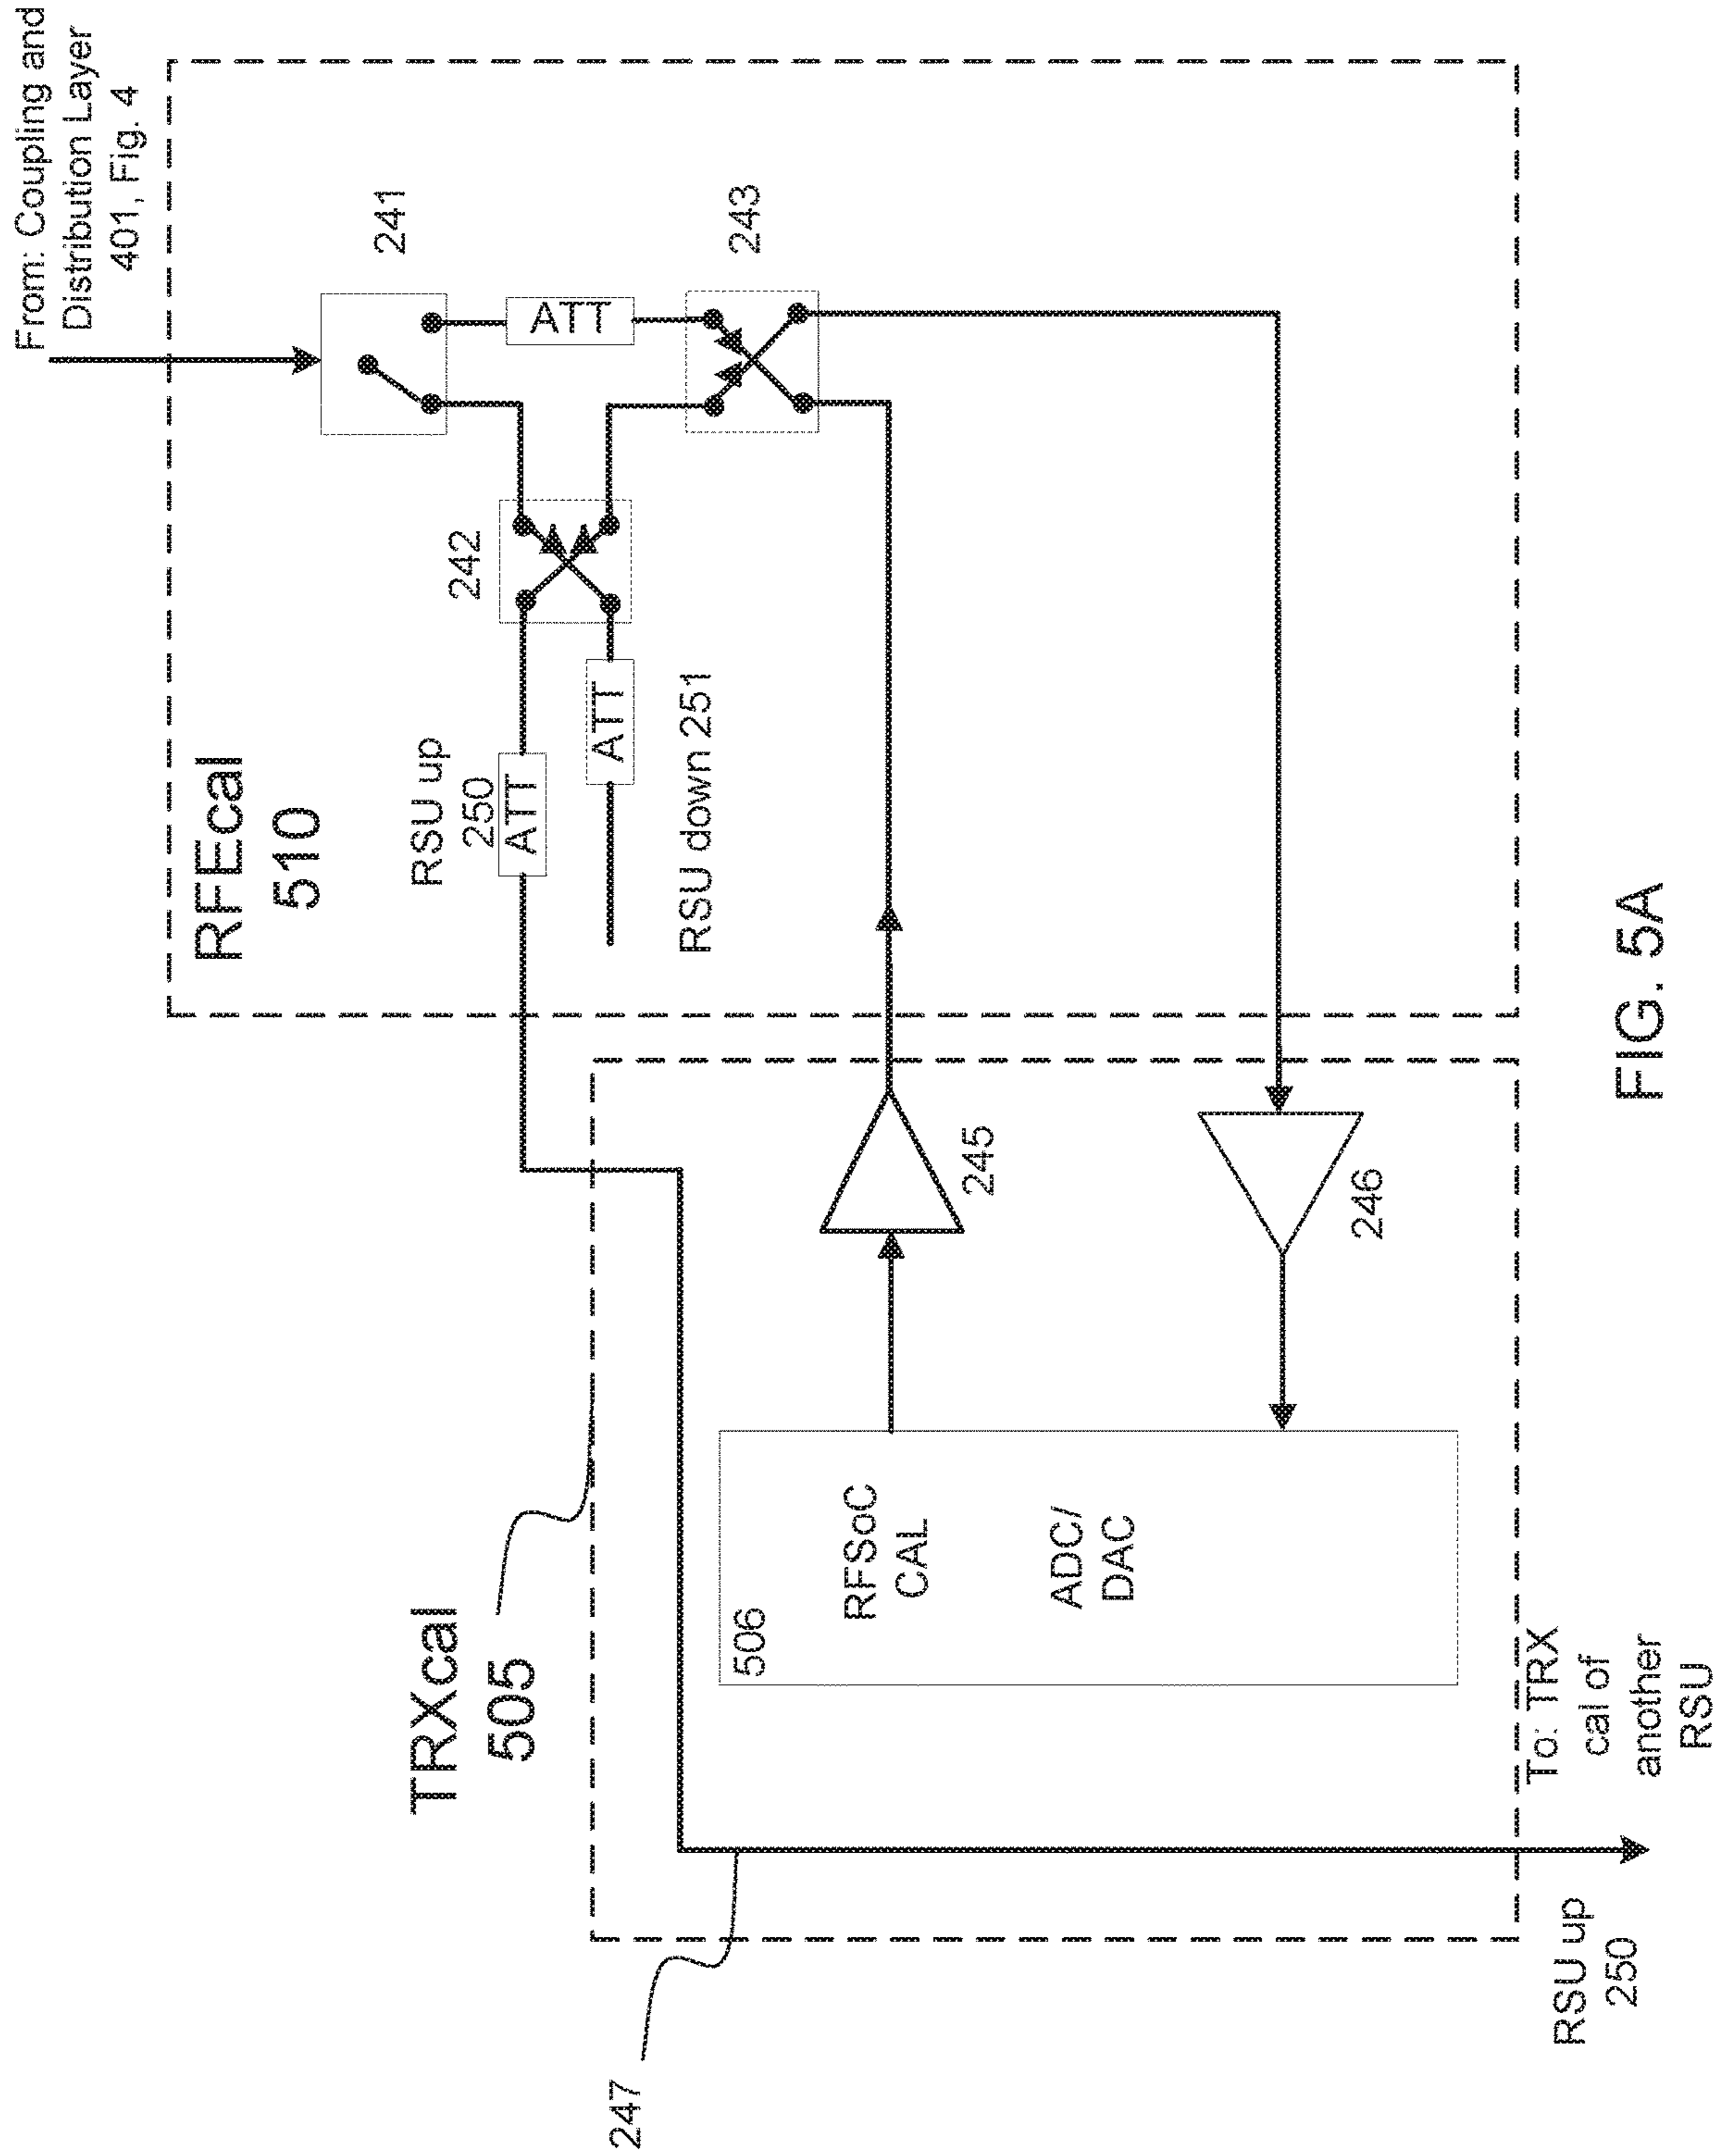 From: Coupling and
Distribution Layer
401, Fig. 4
RFEcal
510
241
ATT
243
242
RSU up
250
ATT
ATT
RSU down 251
TRXcal
505
245
246
506
RFSoC
CAL
ADC/
DAC
247
RSU up
250
To: TRX
cal of
another
RSU
FIG. 5A